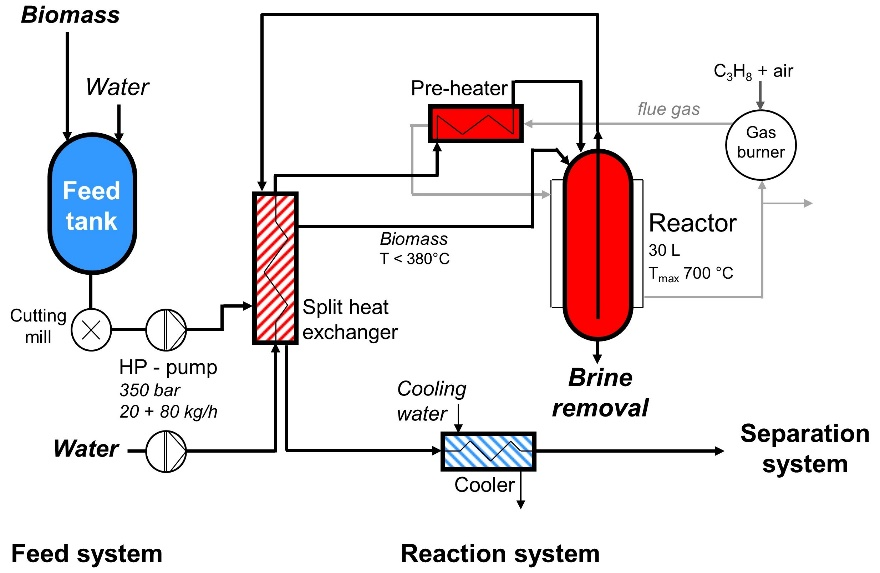 Biomass
Water
Feed
tank
Cutting
mill
HP - pump
350 bar
20 + 80 kg/h
Water
Pre-heater
flue gas
C₃H₈ + air
Gas
burner
Biomass
T < 380°C
Split heat
exchanger
Reactor
30 L
Tmax 700 °C
Brine
removal
Cooling
water
Cooler
Separation
system
Feed system
Reaction system